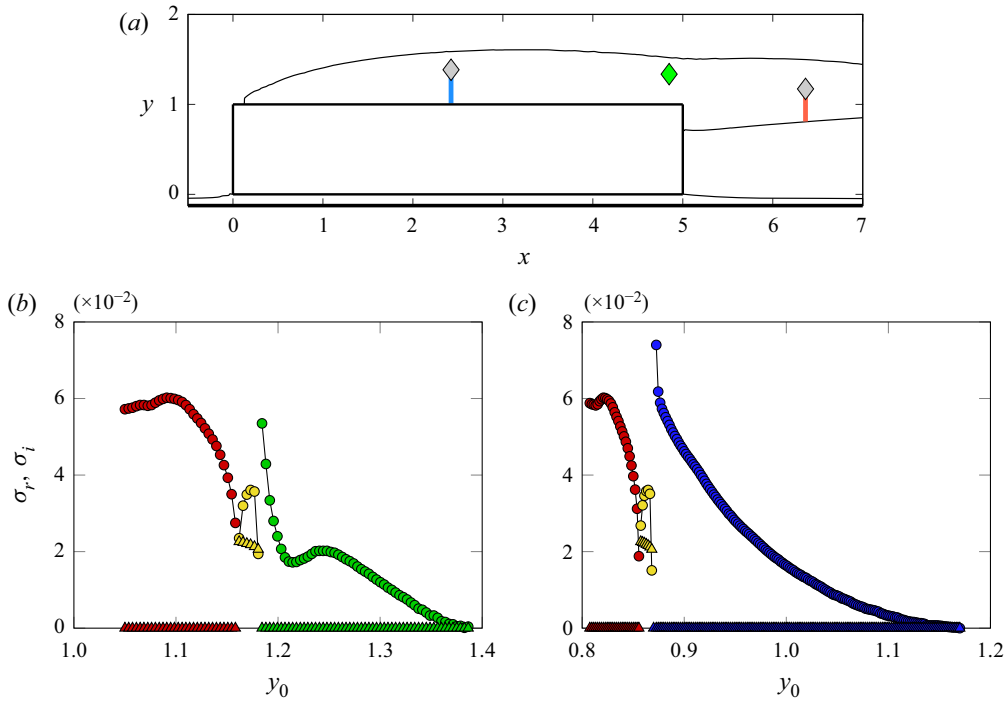 (a)
2
y
1
0
0 1 2 3 4 5 6 7
x
(b) (×10−2) (c) (×10−2)
8 8
6 6
σr, σi
4 4
2 2
0 0
1.0 1.1 1.2 1.3 1.4 0.8 0.9 1.0 1.1 1.2
y0 y0